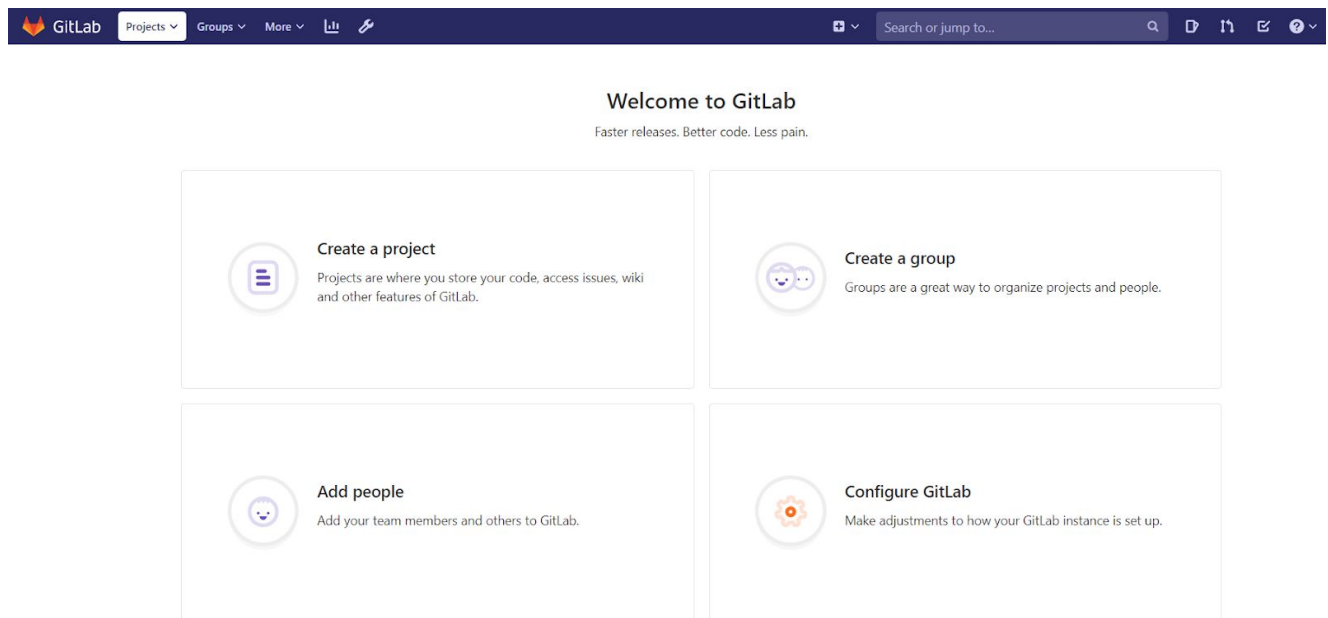 GitLab Projects Groups More Search or jump to...
Welcome to GitLab
Faster releases. Better code. Less pain.
Create a project
Projects are where you store your code, access issues, wiki
and other features of GitLab.
Create a group
Groups are a great way to organize projects and people.
Add people
Add your team members and others to GitLab.
Configure GitLab
Make adjustments to how your GitLab instance is set up.